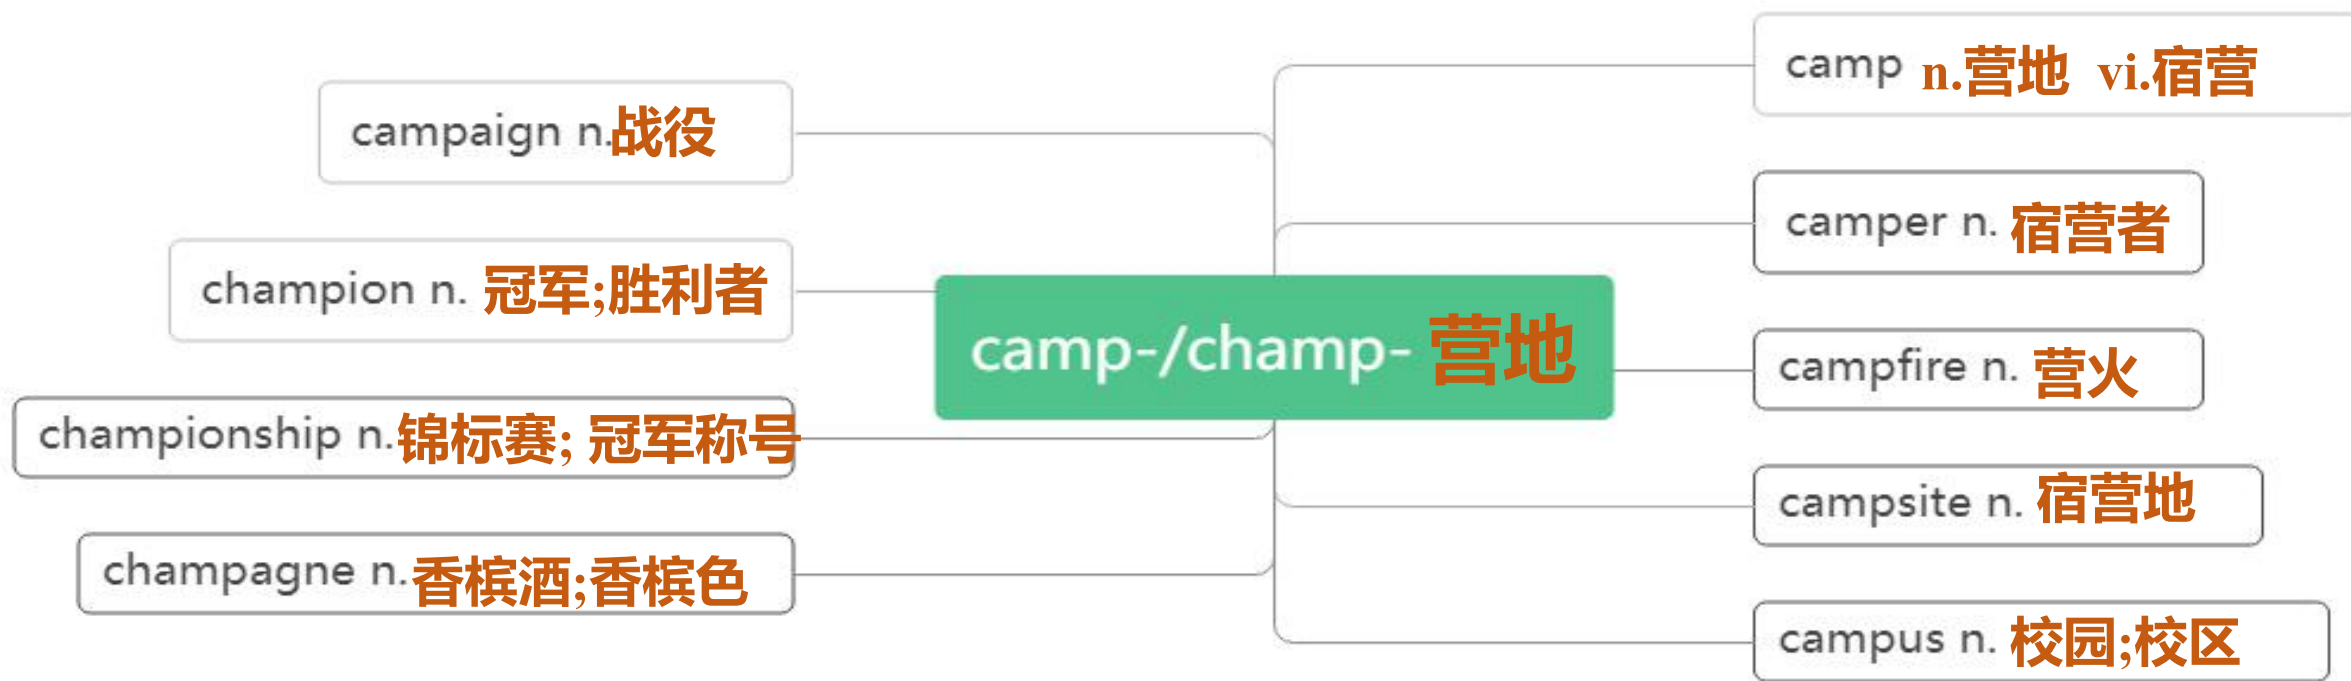 campaign n.战役
champion n. 冠军;胜利者
championship n.锦标赛; 冠军称号
champagne n.香槟酒;香槟色
camp-/champ- 营地
camp n.营地 vi.宿营
camper n. 宿营者
campfire n. 营火
campsite n. 宿营地
campus n. 校园;校区